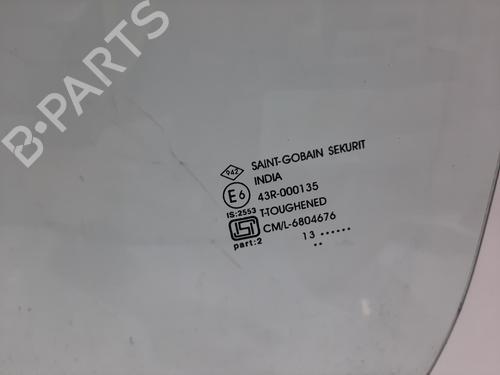 B-PARTS
942 SAINT-GOBAIN SEKURIT
INDIA
E6 43R-000135
IS:2553 T-TOUGHENED
ISI CM/L-6804676
part:2
13 ......
..